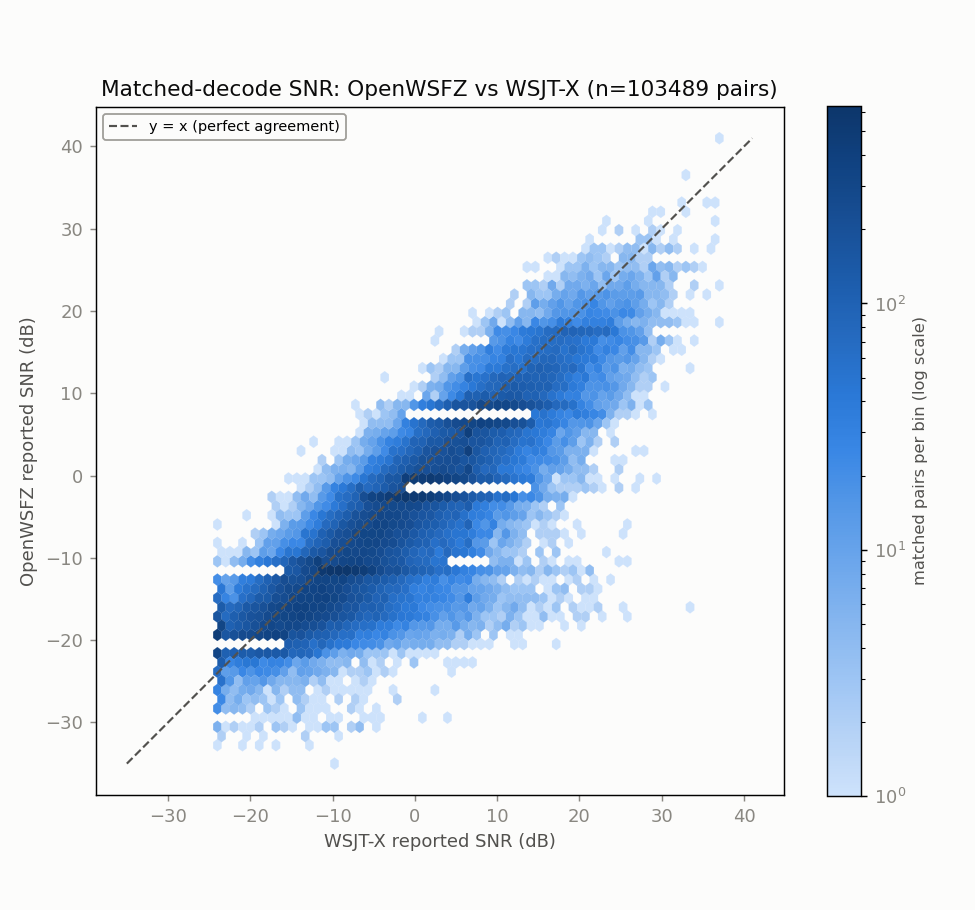 Matched-decode SNR: OpenWSFZ vs WSJT-X (n=103489 pairs)
y = x (perfect agreement)
OpenWSFZ reported SNR (dB)
40
30
20
10
0
−10
−20
−30
−30 −20 −10 0 10 20 30 40
WSJT-X reported SNR (dB)
10²
10¹
10⁰
matched pairs per bin (log scale)